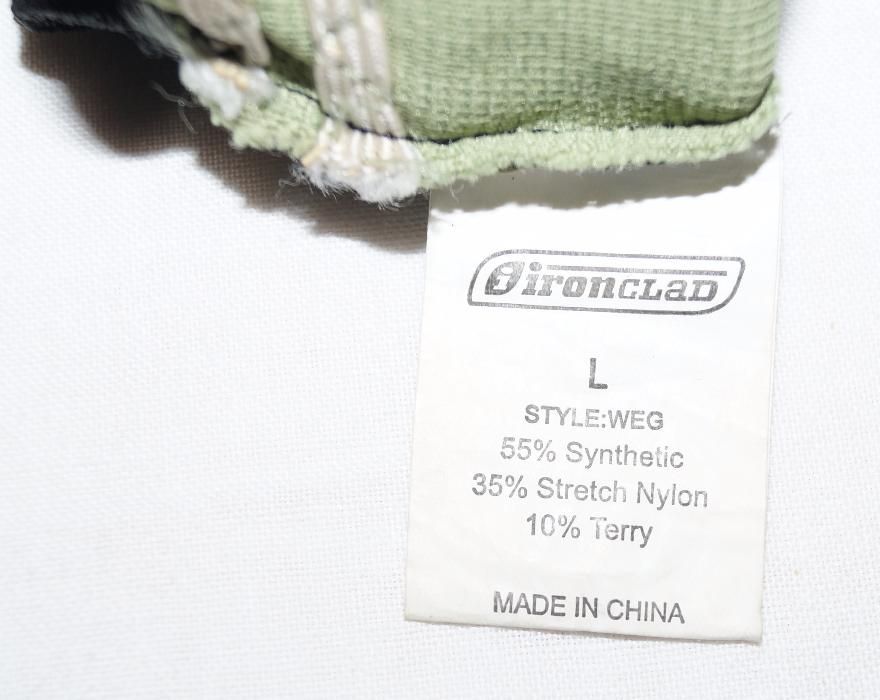 ironclad
L
STYLE:WEG
55% Synthetic
35% Stretch Nylon
10% Terry
MADE IN CHINA